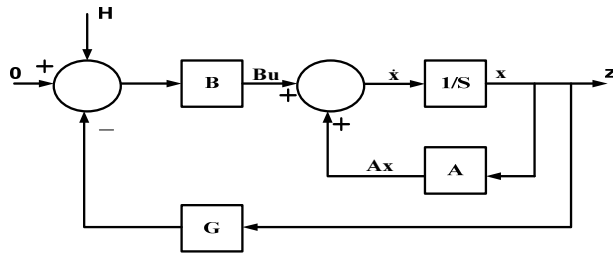 H
+
0
B
Bu
+
+
ẋ
1/S
x
z
Ax
A
−
G